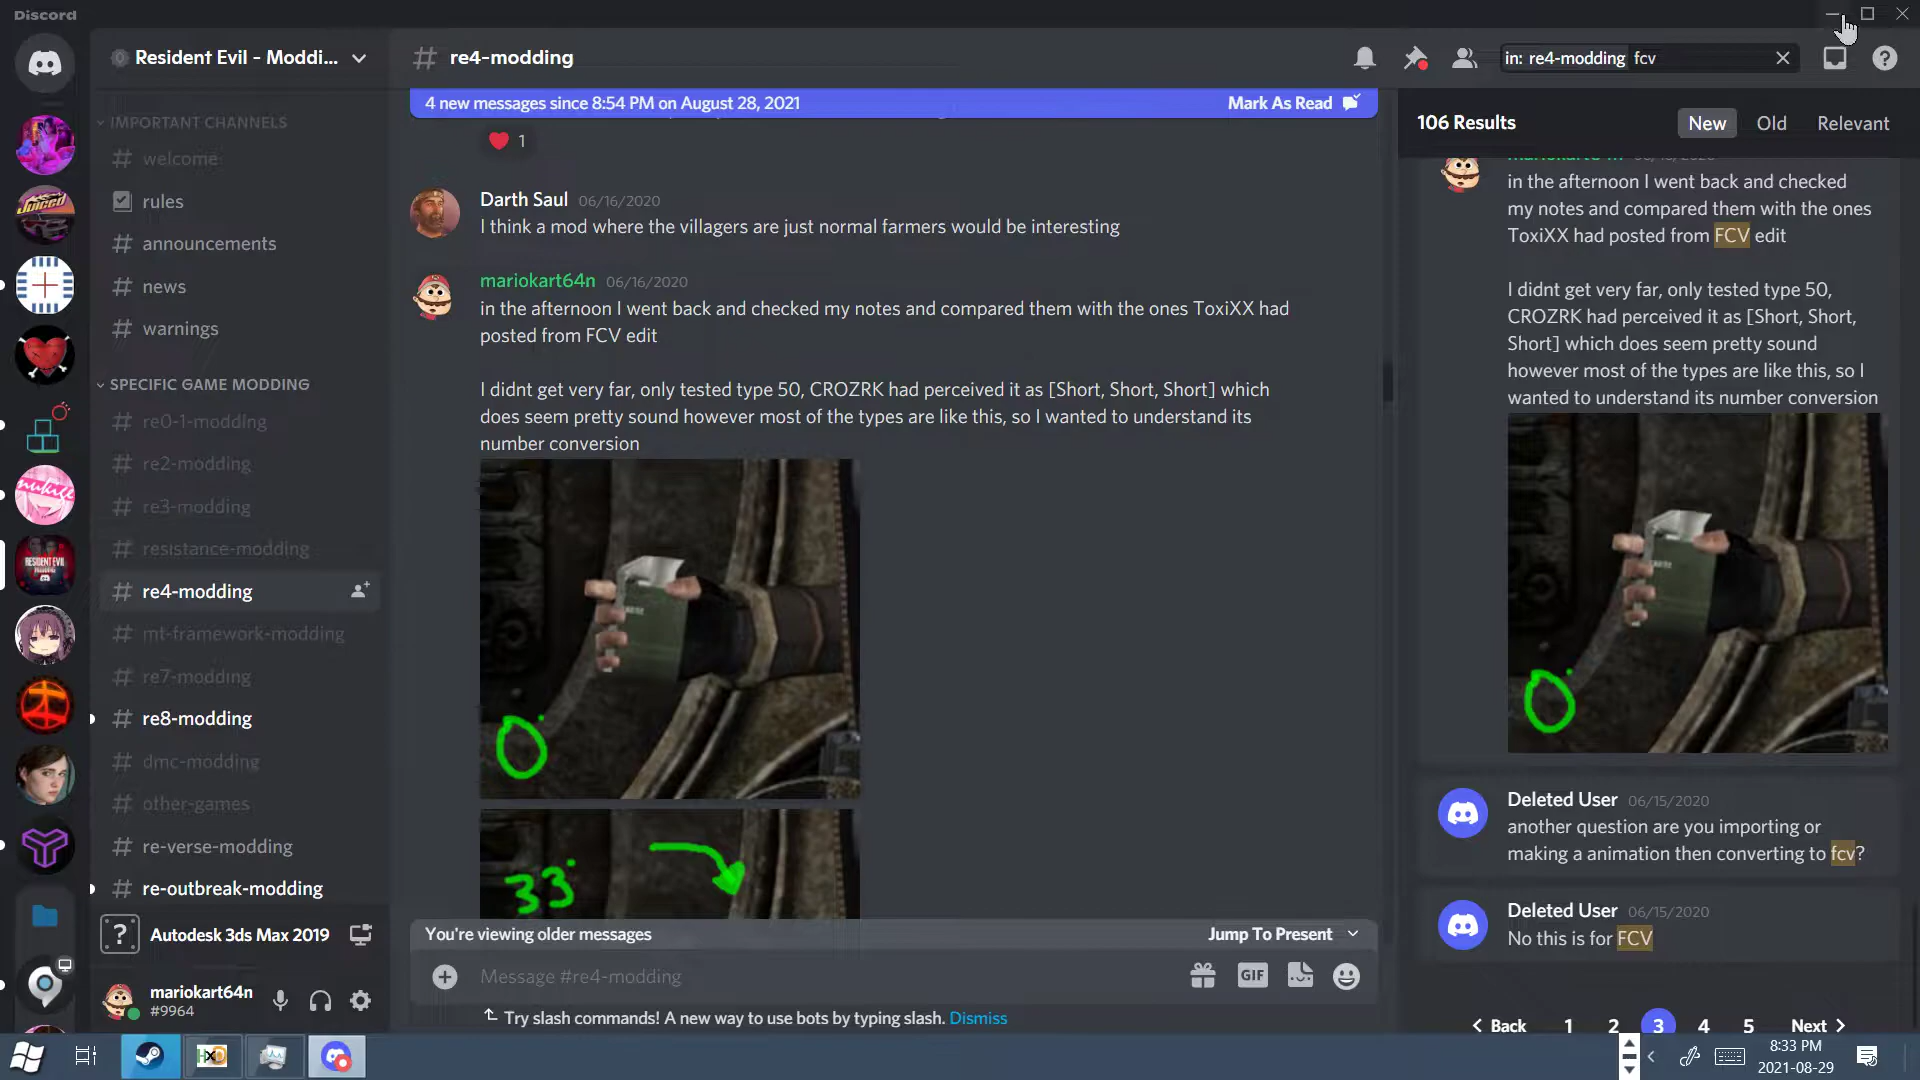 Discord
Resident Evil - Moddi...
re4-modding
in: re4-modding fcv
IMPORTANT CHANNELS
welcome
rules
announcements
news
warnings
SPECIFIC GAME MODDING
re0-1-modding
re2-modding
re3-modding
resistance-modding
re4-modding
mt-framework-modding
re7-modding
re8-modding
dmc-modding
other-games
re-verse-modding
re-outbreak-modding
Autodesk 3ds Max 2019
mariokart64n
#9964
4 new messages since 8:54 PM on August 28, 2021
Mark As Read
1
Darth Saul 06/16/2020
I think a mod where the villagers are just normal farmers would be interesting
mariokart64n 06/16/2020
in the afternoon I went back and checked my notes and compared them with the ones ToxiXX had
posted from FCV edit
I didnt get very far, only tested type 50, CROZRK had perceived it as [Short, Short, Short] which
does seem pretty sound however most of the types are like this, so I wanted to understand its
number conversion
0°
33°
You're viewing older messages
Jump To Present
Message #re4-modding
GIF
Try slash commands! A new way to use bots by typing slash. Dismiss
106 Results
New
Old
Relevant
in the afternoon I went back and checked
my notes and compared them with the ones
ToxiXX had posted from FCV edit
I didnt get very far, only tested type 50,
CROZRK had perceived it as [Short, Short,
Short] which does seem pretty sound
however most of the types are like this, so I
wanted to understand its number conversion
0°
Deleted User 06/15/2020
another question are you importing or
making a animation then converting to fcv?
Deleted User 06/15/2020
No this is for FCV
Back 1 2 3 4 5 Next
8:33 PM
2021-08-29